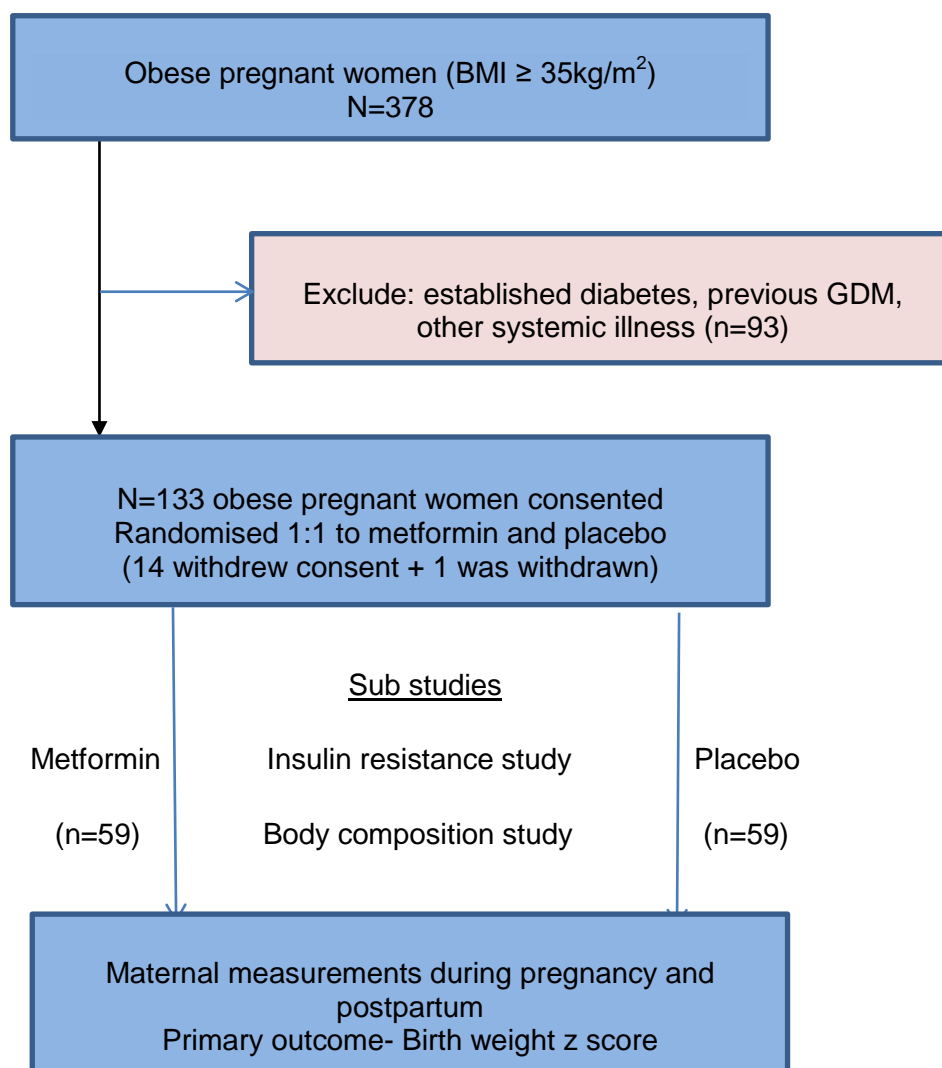 Obese pregnant women (BMI ≥ 35kg/m²)
N=378
Exclude: established diabetes, previous GDM,
other systemic illness (n=93)
N=133 obese pregnant women consented
Randomised 1:1 to metformin and placebo
(14 withdrew consent + 1 was withdrawn)
Sub studies
Metformin
Insulin resistance study
Placebo
(n=59)
Body composition study
(n=59)
Maternal measurements during pregnancy and
postpartum
Primary outcome- Birth weight z score